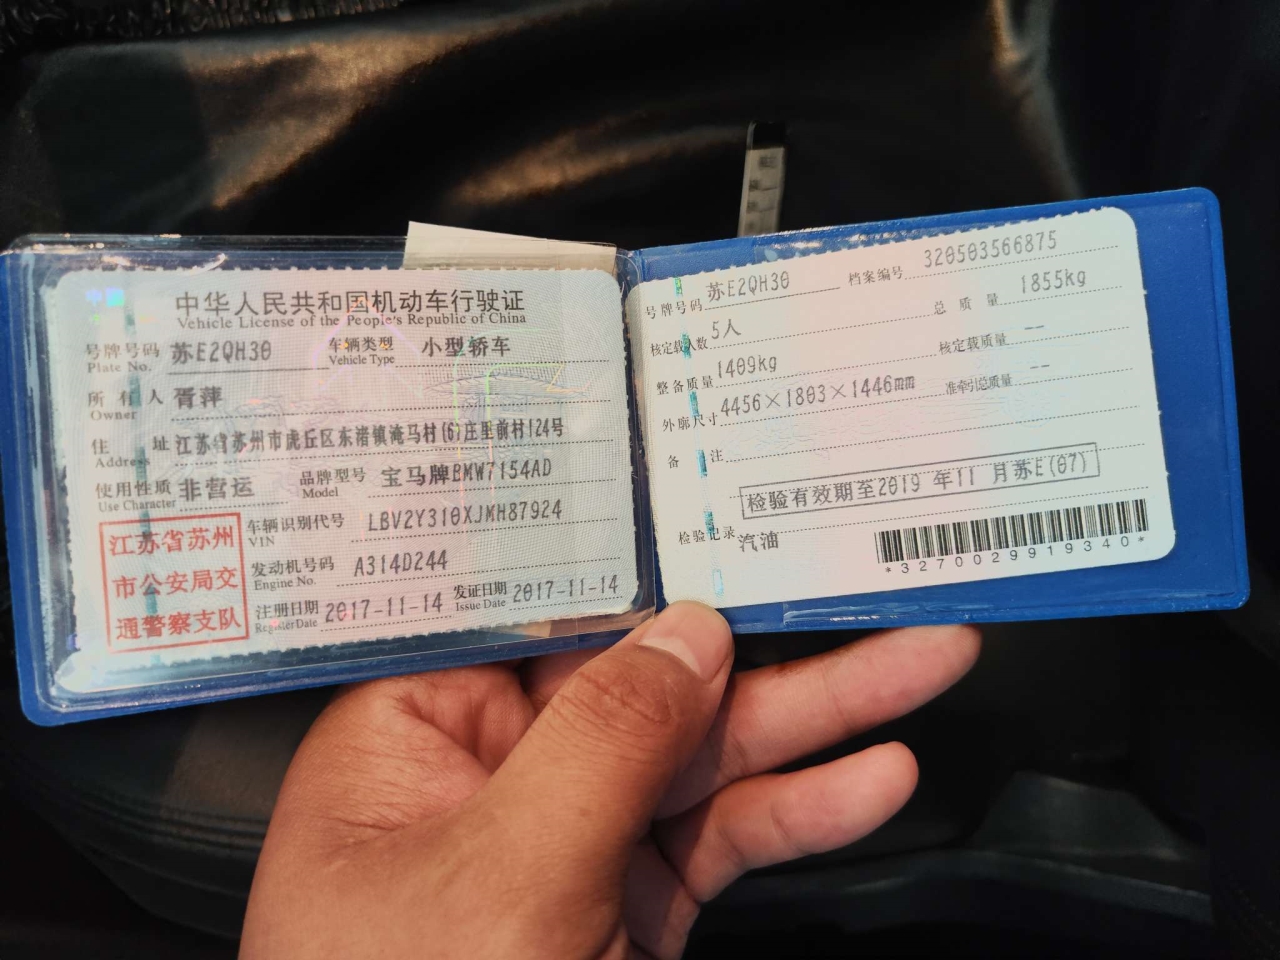 中华人民共和国机动车行驶证
Vehicle License of the People's Republic of China
号牌号码 苏E2QH30 车辆类型 小型轿车
Plate No. Vehicle Type
所有人 胥萍
Owner
住址 江苏省苏州市虎丘区东渚镇淹马村(6)庄里前村124号
Address
使用性质 非营运 品牌型号 宝马牌BMW7154AD
Use Character Model
江苏省苏州
市公安局交
通警察支队
车辆识别代号 LBV2Y310XJMH87924
VIN
发动机号码 A314D244
Engine No.
注册日期 2017-11-14 发证日期 2017-11-14
Register Date Issue Date
号牌号码 苏E2QH30 档案编号 320503566875
核定载人数 5人 总质量 1855kg
整备质量 1409kg 核定载质量 --
外廓尺寸 4456×1803×1446mm 准牵引总质量 --
备注
检验有效期至2019年11月苏E(07)
检验记录 汽油
*3270029919340*